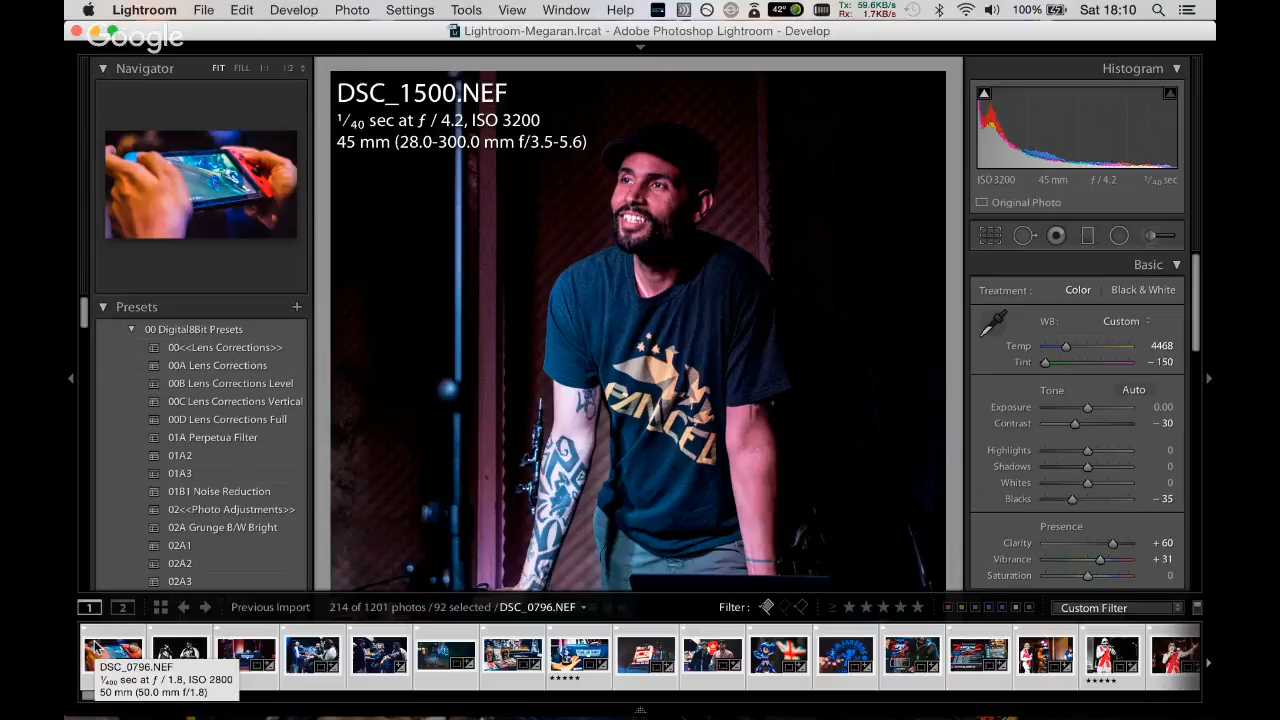 Lightroom File Edit Develop Photo Settings Tools View Window Help 42° Tx: 59.6KB/s Rx: 1.7KB/s 100% Sat 18:10
Google
Lightroom-Megaran.lrcat - Adobe Photoshop Lightroom - Develop
Navigator FIT FILL 1:1 1:2
Histogram
DSC_1500.NEF
1/40 sec at ƒ / 4.2, ISO 3200
45 mm (28.0-300.0 mm f/3.5-5.6)
ISO 3200 45 mm ƒ / 4.2 1/40 sec
Original Photo
Basic
Treatment : Color Black & White
WB: Custom
Temp 4468
Tint - 150
Tone Auto
Exposure 0.00
Contrast - 30
Highlights 0
Shadows 0
Whites 0
Blacks - 35
Presence
Clarity + 60
Vibrance + 31
Saturation 0
Presets +
00 Digital8Bit Presets
00<<Lens Corrections>>
00A Lens Corrections
00B Lens Corrections Level
00C Lens Corrections Vertical
00D Lens Corrections Full
01A Perpetua Filter
01A2
01A3
01B1 Noise Reduction
02<<Photo Adjustments>>
02A Grunge B/W Bright
02A1
02A2
02A3
PANACEA
1 2 Previous Import 214 of 1201 photos / 92 selected / DSC_0796.NEF Filter : ≥ ★★★★★ Custom Filter
DSC_0796.NEF
1/400 sec at ƒ / 1.8, ISO 2800
50 mm (50.0 mm f/1.8)